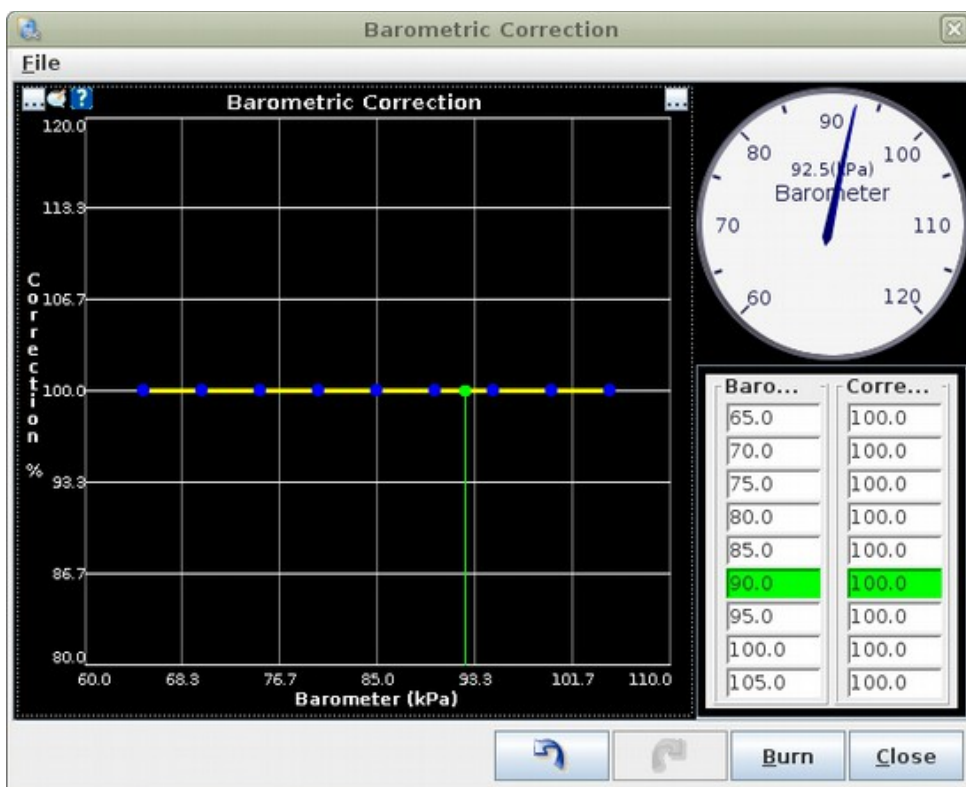 Barometric Correction
File
... ?
Barometric Correction
...
120.0
113.3
106.7
100.0
93.3
86.7
80.0
Correction %
60.0 68.3 76.7 85.0 93.3 101.7 110.0
Barometer (kPa)
60 70 80 90 100 110 120
92.5(kPa)
Barometer
Baro... Corre...
65.0 100.0
70.0 100.0
75.0 100.0
80.0 100.0
85.0 100.0
90.0 100.0
95.0 100.0
100.0 100.0
105.0 100.0
Burn Close